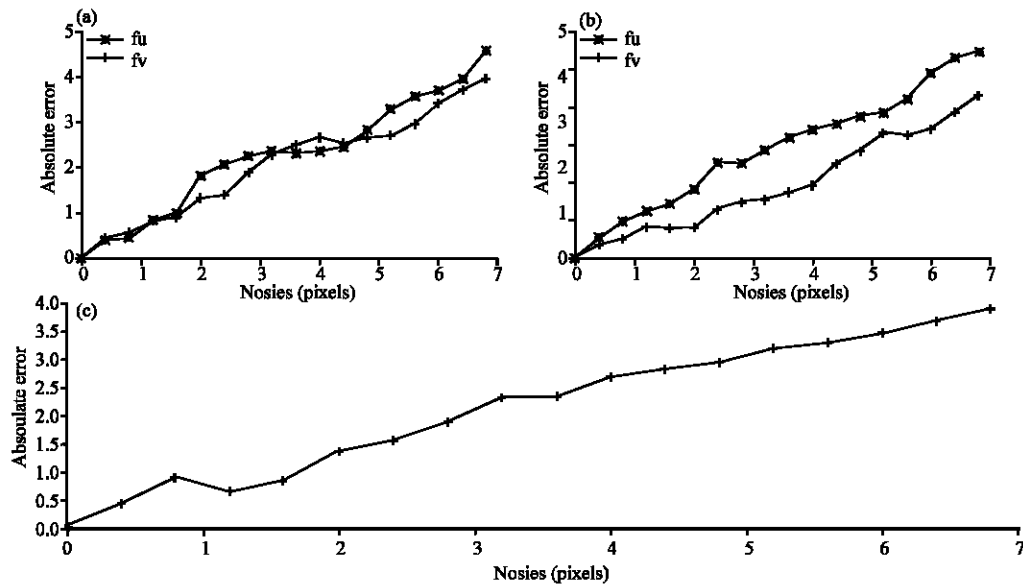 (a)
5
4
3
2
1
0
Absolute error
fu
fv
0 1 2 3 4 5 6 7
Nosies (pixels)
(b)
5
4
3
2
1
0
Absolute error
fu
fv
0 1 2 3 4 5 6 7
Nosies (pixels)
(c)
4.0
3.5
3.0
2.5
2.0
1.5
1.0
0.5
0.0
Absoulate error
0 1 2 3 4 5 6 7
Nosies (pixels)